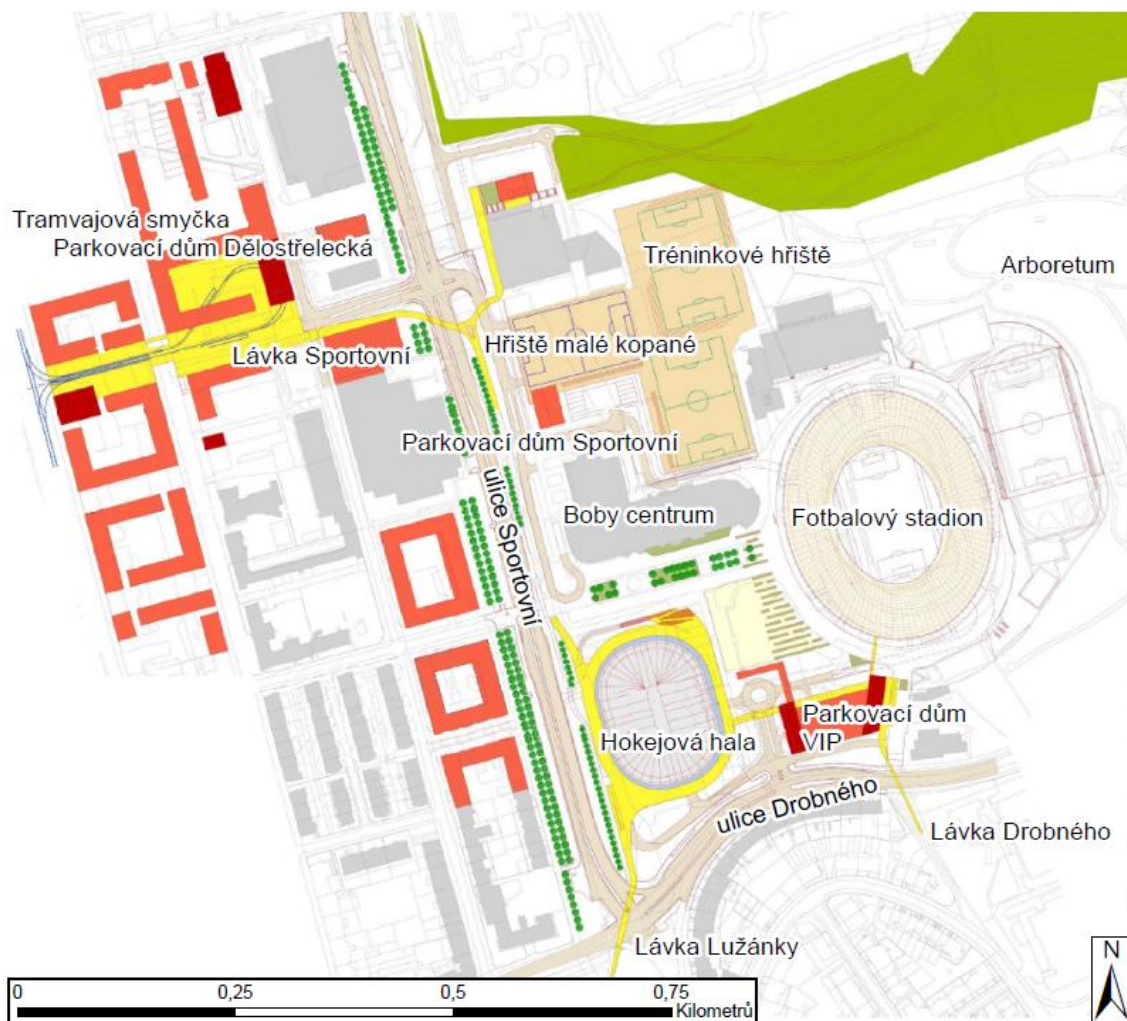 Tramvajová smyčka
Parkovací dům Dělostřelecká
Tréninkové hřiště
Arboretum
Lávka Sportovní
Hřiště malé kopané
Parkovací dům Sportovní
ulice Sportovní
Boby centrum
Fotbalový stadion
Hokejová hala
Parkovací dům
VIP
ulice Drobného
Lávka Drobného
Lávka Lužánky
N
0 0,25 0,5 0,75
Kilometrů